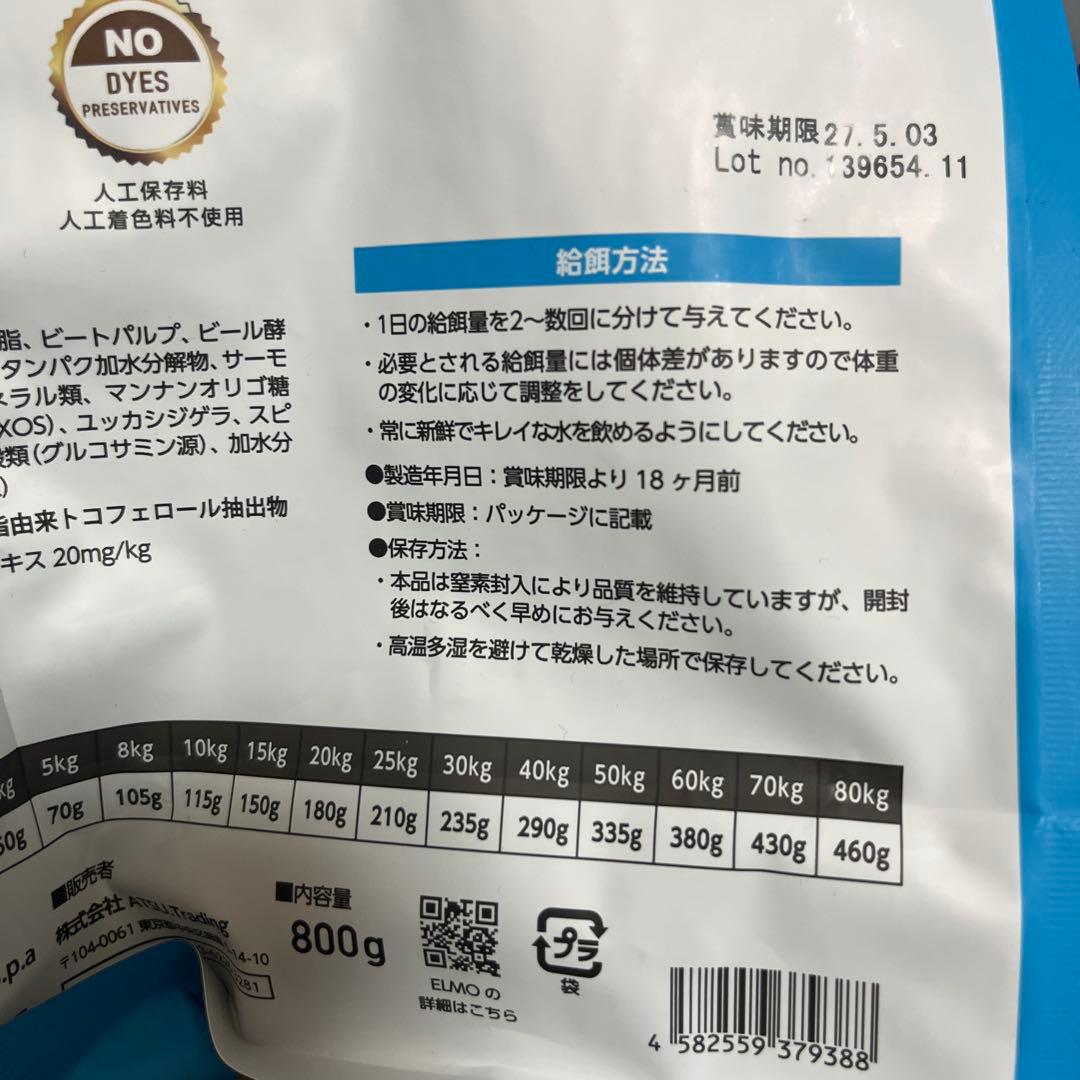 NO
DYES
PRESERVATIVES
人工保存料
人工着色料不使用
賞味期限27.5.03
Lot no.139654.11
給餌方法
・1日の給餌量を2～数回に分けて与えてください。
・必要とされる給餌量には個体差がありますので体重
の変化に応じて調整をしてください。
・常に新鮮でキレイな水を飲めるようにしてください。
●製造年月日：賞味期限より 18 ヶ月前
●賞味期限：パッケージに記載
●保存方法：
・本品は窒素封入により品質を維持していますが、開封
後はなるべく早めにお与えください。
・高温多湿を避けて乾燥した場所で保存してください。
脂、ビートパルプ、ビール酵
タンパク加水分解物、サーモ
ネラル類、マンナンオリゴ糖
XOS）、ユッカシジゲラ、スピ
類（グルコサミン源）、加水分
）
脂由来トコフェロール抽出物
キス 20mg/kg
kg 5kg 8kg 10kg 15kg 20kg 25kg 30kg 40kg 50kg 60kg 70kg 80kg
50g 70g 105g 115g 150g 180g 210g 235g 290g 335g 380g 430g 460g
■販売者
株式会社 ATSU.Trading
〒104-0061 東京都 14-10
281
.p.a
■内容量
800g
ELMO の
詳細はこちら
プラ
袋
4 582559 379388